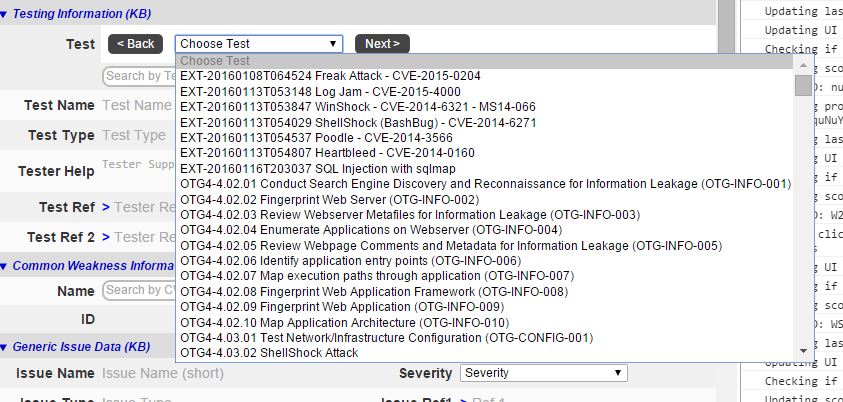 Testing Information (KB)
Test < Back Choose Test Next >
Choose Test
Search by Te
EXT-20160108T064524 Freak Attack - CVE-2015-0204
EXT-20160113T053148 Log Jam - CVE-2015-4000
EXT-20160113T053847 WinShock - CVE-2014-6321 - MS14-066
EXT-20160113T054029 ShellShock (BashBug) - CVE-2014-6271
EXT-20160113T054537 Poodle - CVE-2014-3566
EXT-20160113T054807 Heartbleed - CVE-2014-0160
EXT-20160116T203037 SQL Injection with sqlmap
OTG4-4.02.01 Conduct Search Engine Discovery and Reconnaissance for Information Leakage (OTG-INFO-001)
OTG4-4.02.02 Fingerprint Web Server (OTG-INFO-002)
OTG4-4.02.03 Review Webserver Metafiles for Information Leakage (OTG-INFO-003)
OTG4-4.02.04 Enumerate Applications on Webserver (OTG-INFO-004)
OTG4-4.02.05 Review Webpage Comments and Metadata for Information Leakage (OTG-INFO-005)
OTG4-4.02.06 Identify application entry points (OTG-INFO-006)
OTG4-4.02.07 Map execution paths through application (OTG-INFO-007)
OTG4-4.02.08 Fingerprint Web Application Framework (OTG-INFO-008)
OTG4-4.02.09 Fingerprint Web Application (OTG-INFO-009)
OTG4-4.02.10 Map Application Architecture (OTG-INFO-010)
OTG4-4.03.01 Test Network/Infrastructure Configuration (OTG-CONFIG-001)
OTG4-4.03.02 ShellShock Attack
Test Name Test Name
Test Type Test Type
Tester Help Tester Supp
Test Ref > Tester Re
Test Ref 2 > Tester Re
Common Weakness Informa
Name Search by C
ID
Generic Issue Data (KB)
Issue Name Issue Name (short) Severity Severity
Issue Type Issue Type Issue Ref1 > Ref 1
Updating las
Updating UI
Checking if
g sco
D: nu
g pro
quNuY
g las
g UI
g if
g sco
D: W2
clic
g UI
g if
g sco
D: WS
g las
Updating UI
Checking if
Updating sco